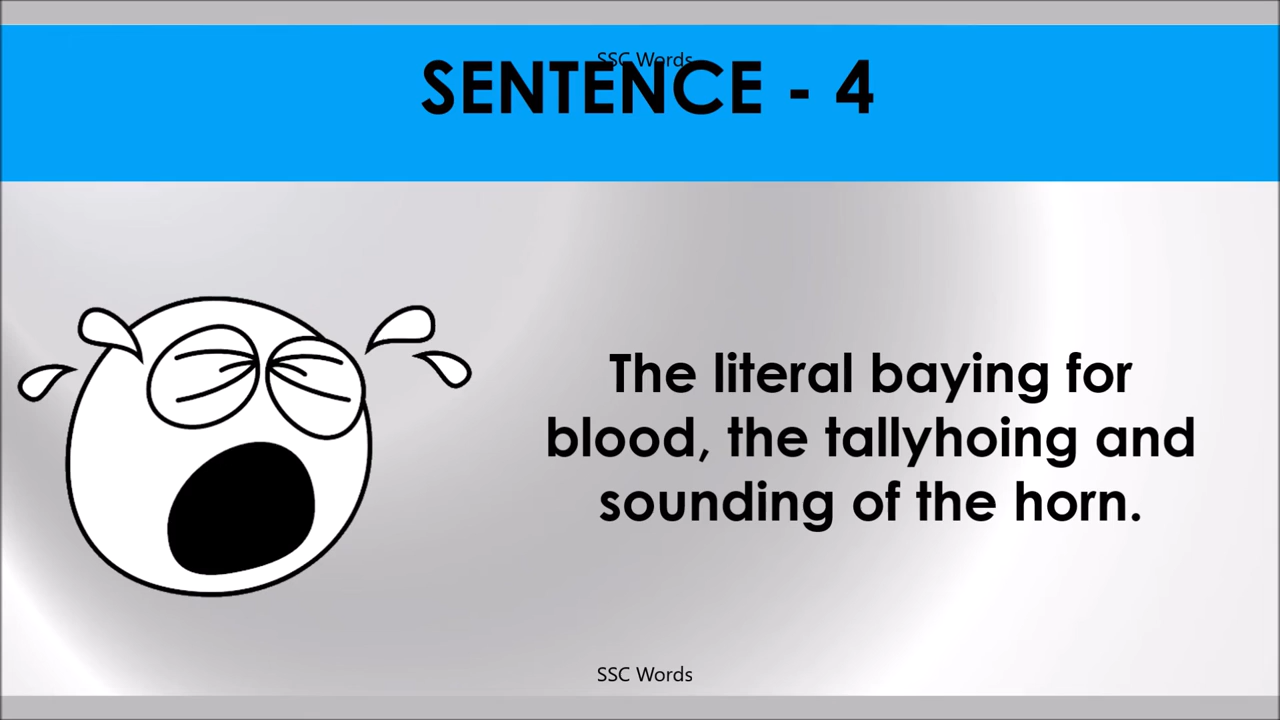 SSC Words
SENTENCE - 4
The literal baying for
blood, the tallyhoing and
sounding of the horn.
SSC Words